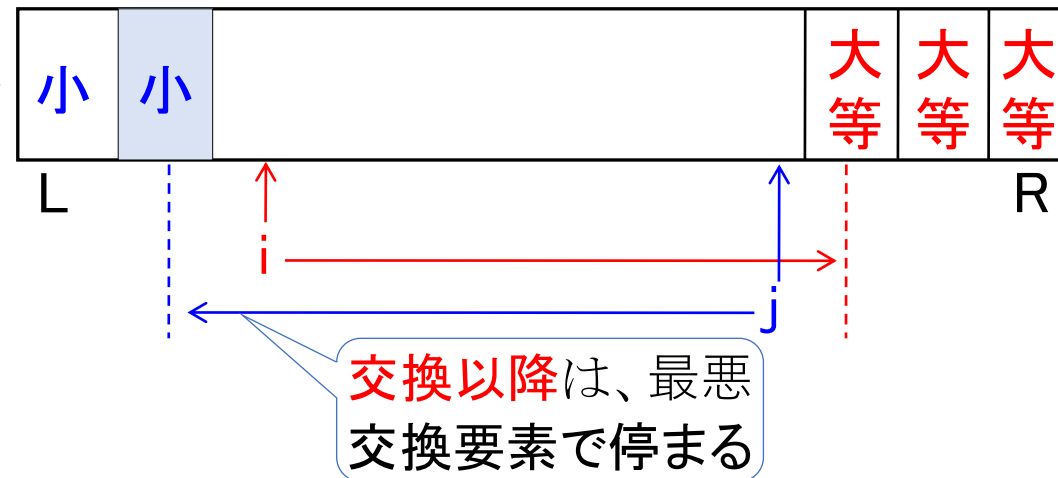 小 小 大 大 大
等 等 等
L R
i
j
交換以降は、最悪
交換要素で停まる